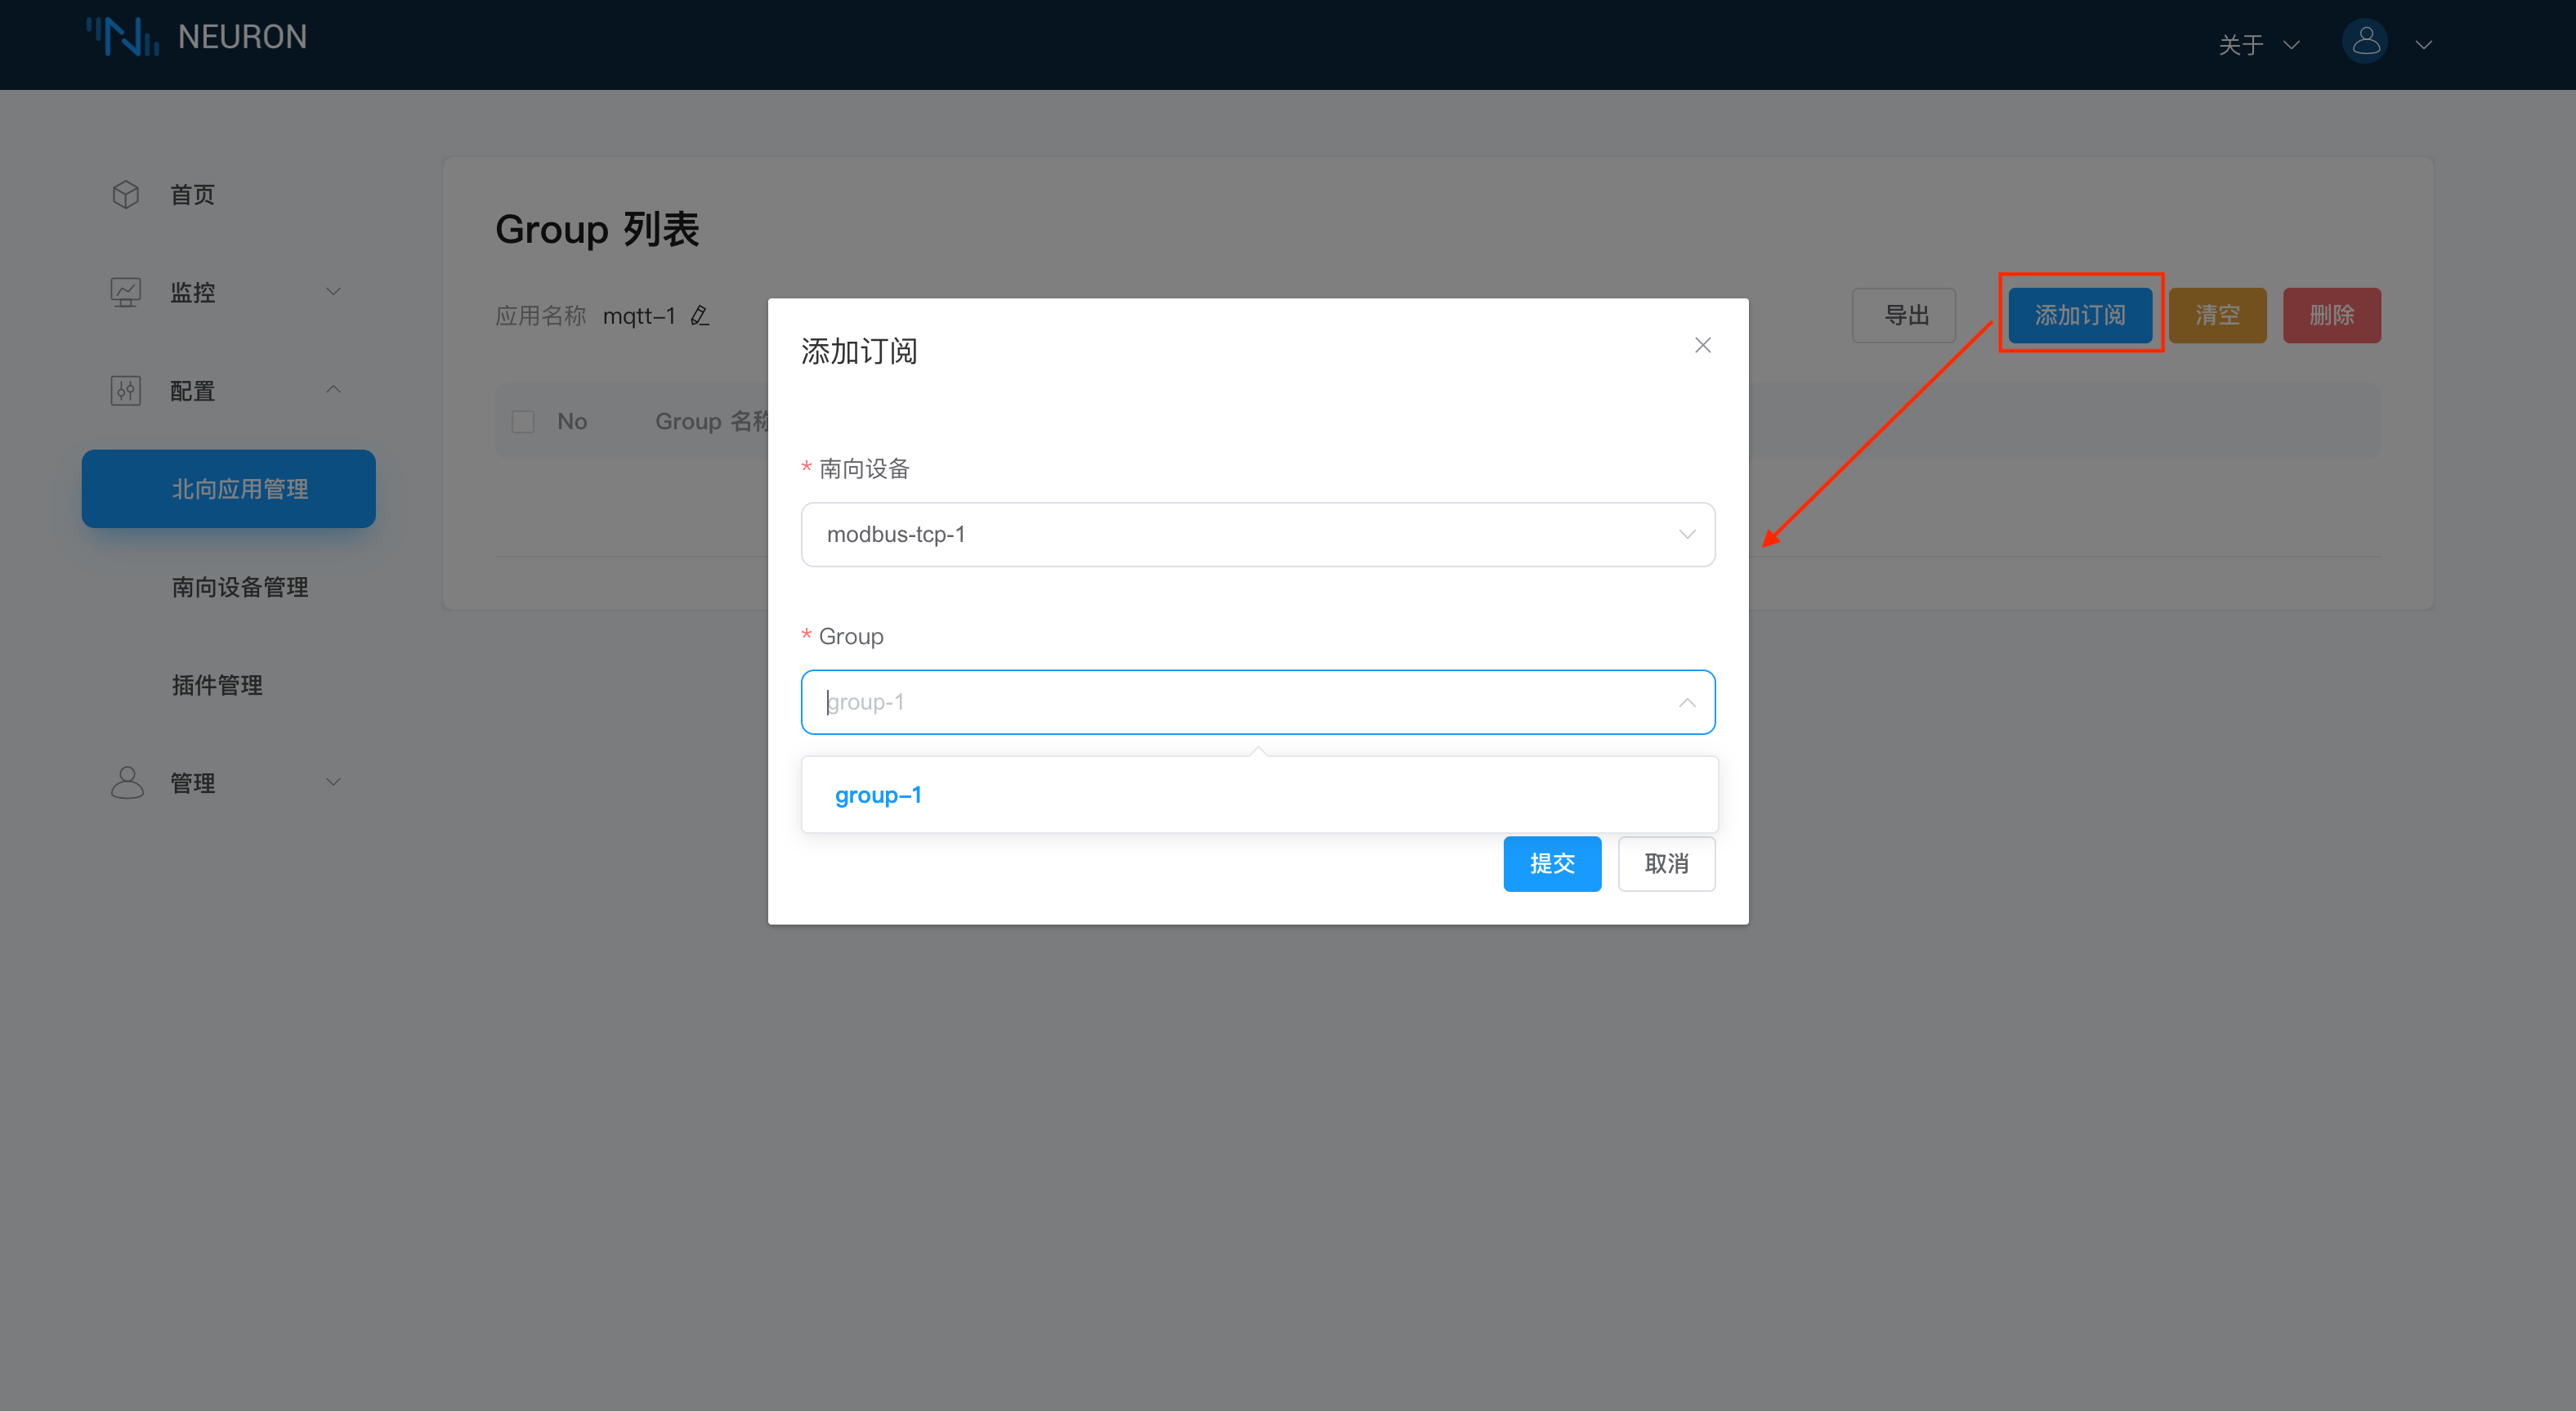 NEURON
关于
首页
监控
配置
北向应用管理
南向设备管理
插件管理
管理
Group 列表
应用名称 mqtt-1
导出 添加订阅 清空 删除
No Group 名称
添加订阅
* 南向设备
modbus-tcp-1
* Group
group-1
group-1
提交 取消